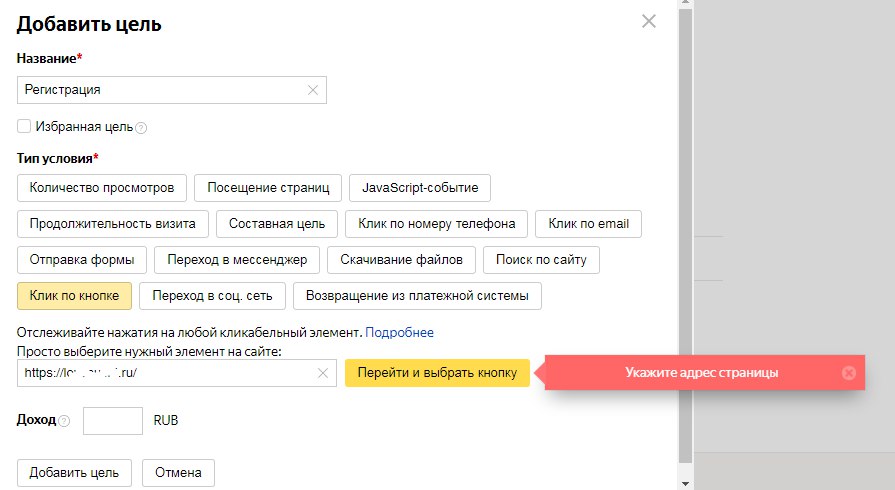 Добавить цель
Название*
Регистрация
Избранная цель
Тип условия*
Количество просмотров Посещение страниц JavaScript-событие
Продолжительность визита Составная цель Клик по номеру телефона Клик по email
Отправка формы Переход в мессенджер Скачивание файлов Поиск по сайту
Клик по кнопке Переход в соц. сеть Возвращение из платежной системы
Отслеживайте нажатия на любой кликабельный элемент. Подробнее
Просто выберите нужный элемент на сайте:
Перейти и выбрать кнопку Укажите адрес страницы
Доход RUB
Добавить цель Отмена